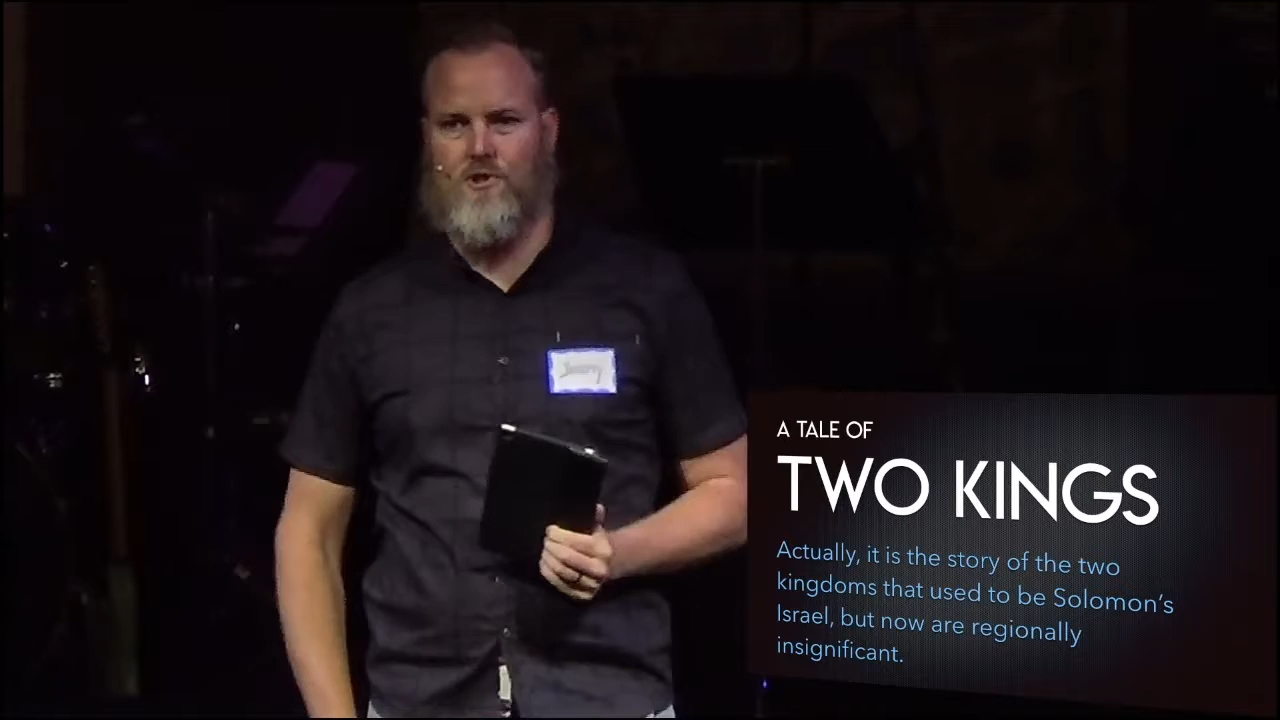 A TALE OF
TWO KINGS
Actually, it is the story of the two
kingdoms that used to be Solomon's
Israel, but now are regionally
insignificant.